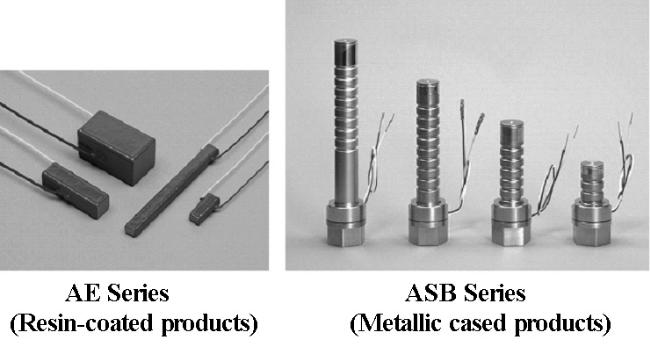 AE Series
(Resin-coated products)
ASB Series
(Metallic cased products)